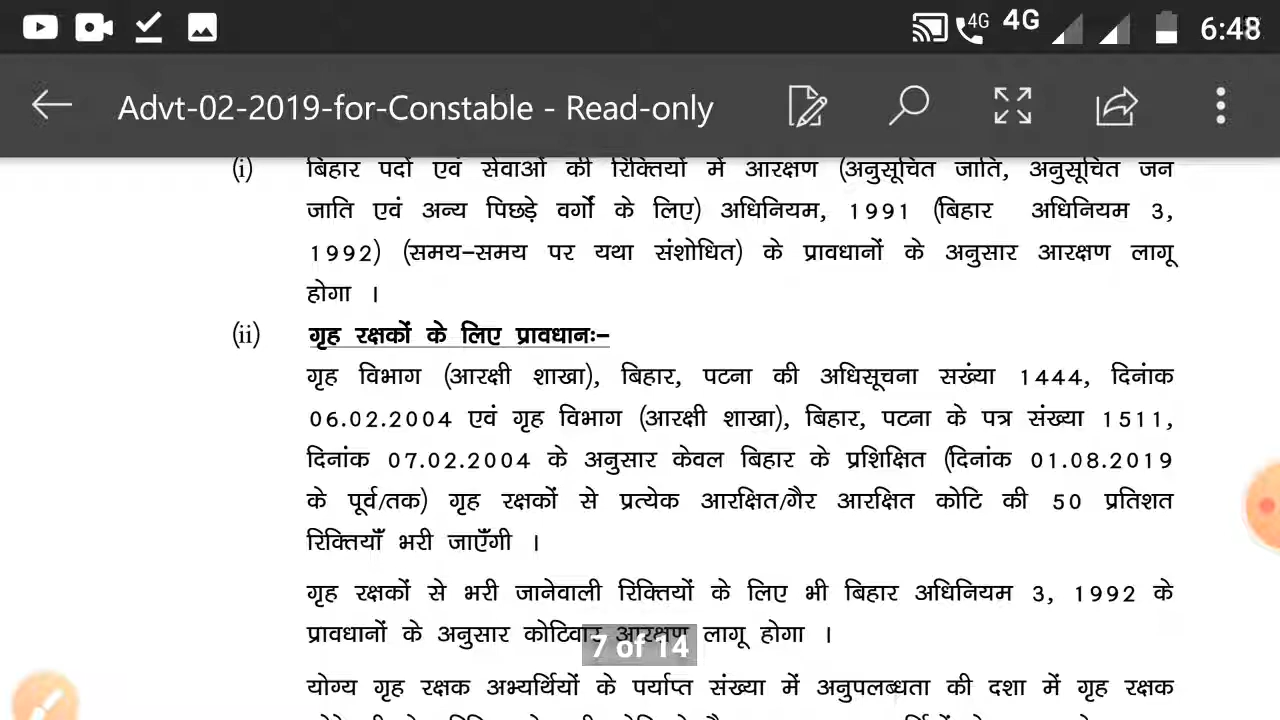 4G 4G 6:48
Advt-02-2019-for-Constable - Read-only
(i) बिहार पदों एवं सेवाओं की रिक्तियों में आरक्षण (अनुसूचित जाति, अनुसूचित जन
जाति एवं अन्य पिछड़े वर्गों के लिए) अधिनियम, 1991 (बिहार अधिनियम 3,
1992) (समय-समय पर यथा संशोधित) के प्रावधानों के अनुसार आरक्षण लागू
होगा ।
(ii) गृह रक्षकों के लिए प्रावधानः-
गृह विभाग (आरक्षी शाखा), बिहार, पटना की अधिसूचना सख्ंया 1444, दिनांक
06.02.2004 एवं गृह विभाग (आरक्षी शाखा), बिहार, पटना के पत्र संख्या 1511,
दिनांक 07.02.2004 के अनुसार केवल बिहार के प्रशिक्षित (दिनांक 01.08.2019
के पूर्व/तक) गृह रक्षकों से प्रत्येक आरक्षित/गैर आरक्षित कोटि की 50 प्रतिशत
रिक्तियाँ भरी जाएँगी ।
गृह रक्षकों से भरी जानेवाली रिक्तियों के लिए भी बिहार अधिनियम 3, 1992 के
प्रावधानों के अनुसार कोटिवार आरक्षण लागू होगा ।
7 of 14
योग्य गृह रक्षक अभ्यर्थियों के पर्याप्त संख्या में अनुपलब्धता की दशा में गृह रक्षक